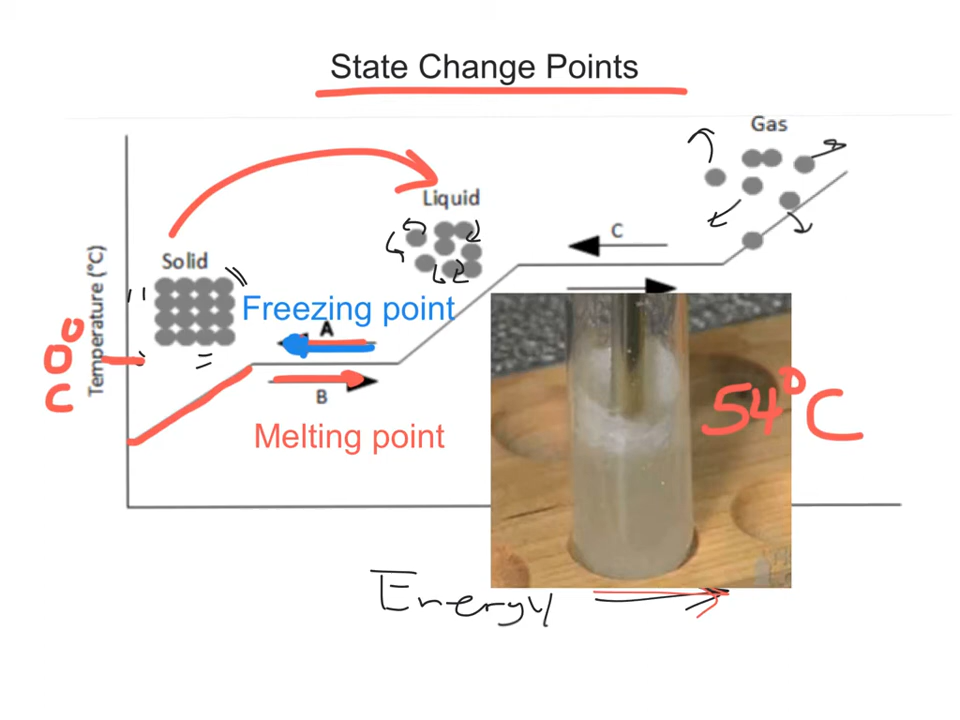 State Change Points
Gas
Liquid
C
Solid
Freezing point
A
Temperature (°C)
0°
C
B
Melting point
54°C
Energy